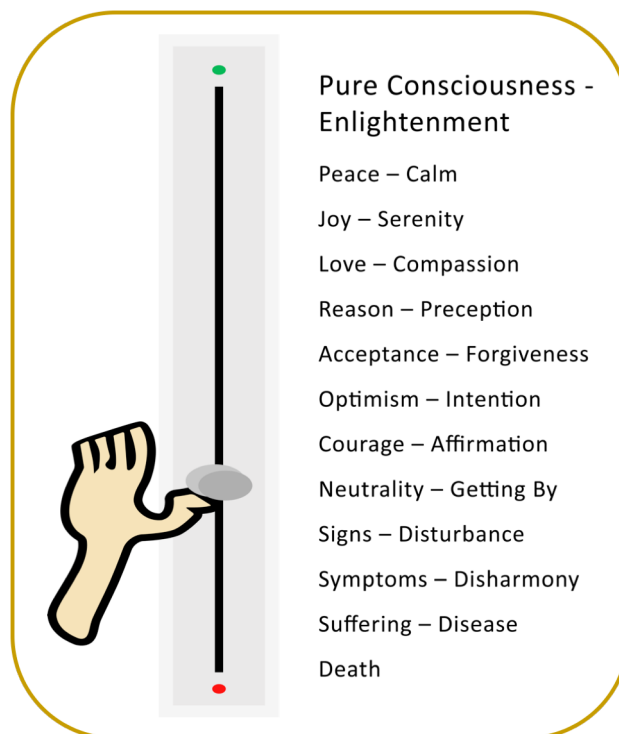 Pure Consciousness -
Enlightenment
Peace – Calm
Joy – Serenity
Love – Compassion
Reason – Preception
Acceptance – Forgiveness
Optimism – Intention
Courage – Affirmation
Neutrality – Getting By
Signs – Disturbance
Symptoms – Disharmony
Suffering – Disease
Death